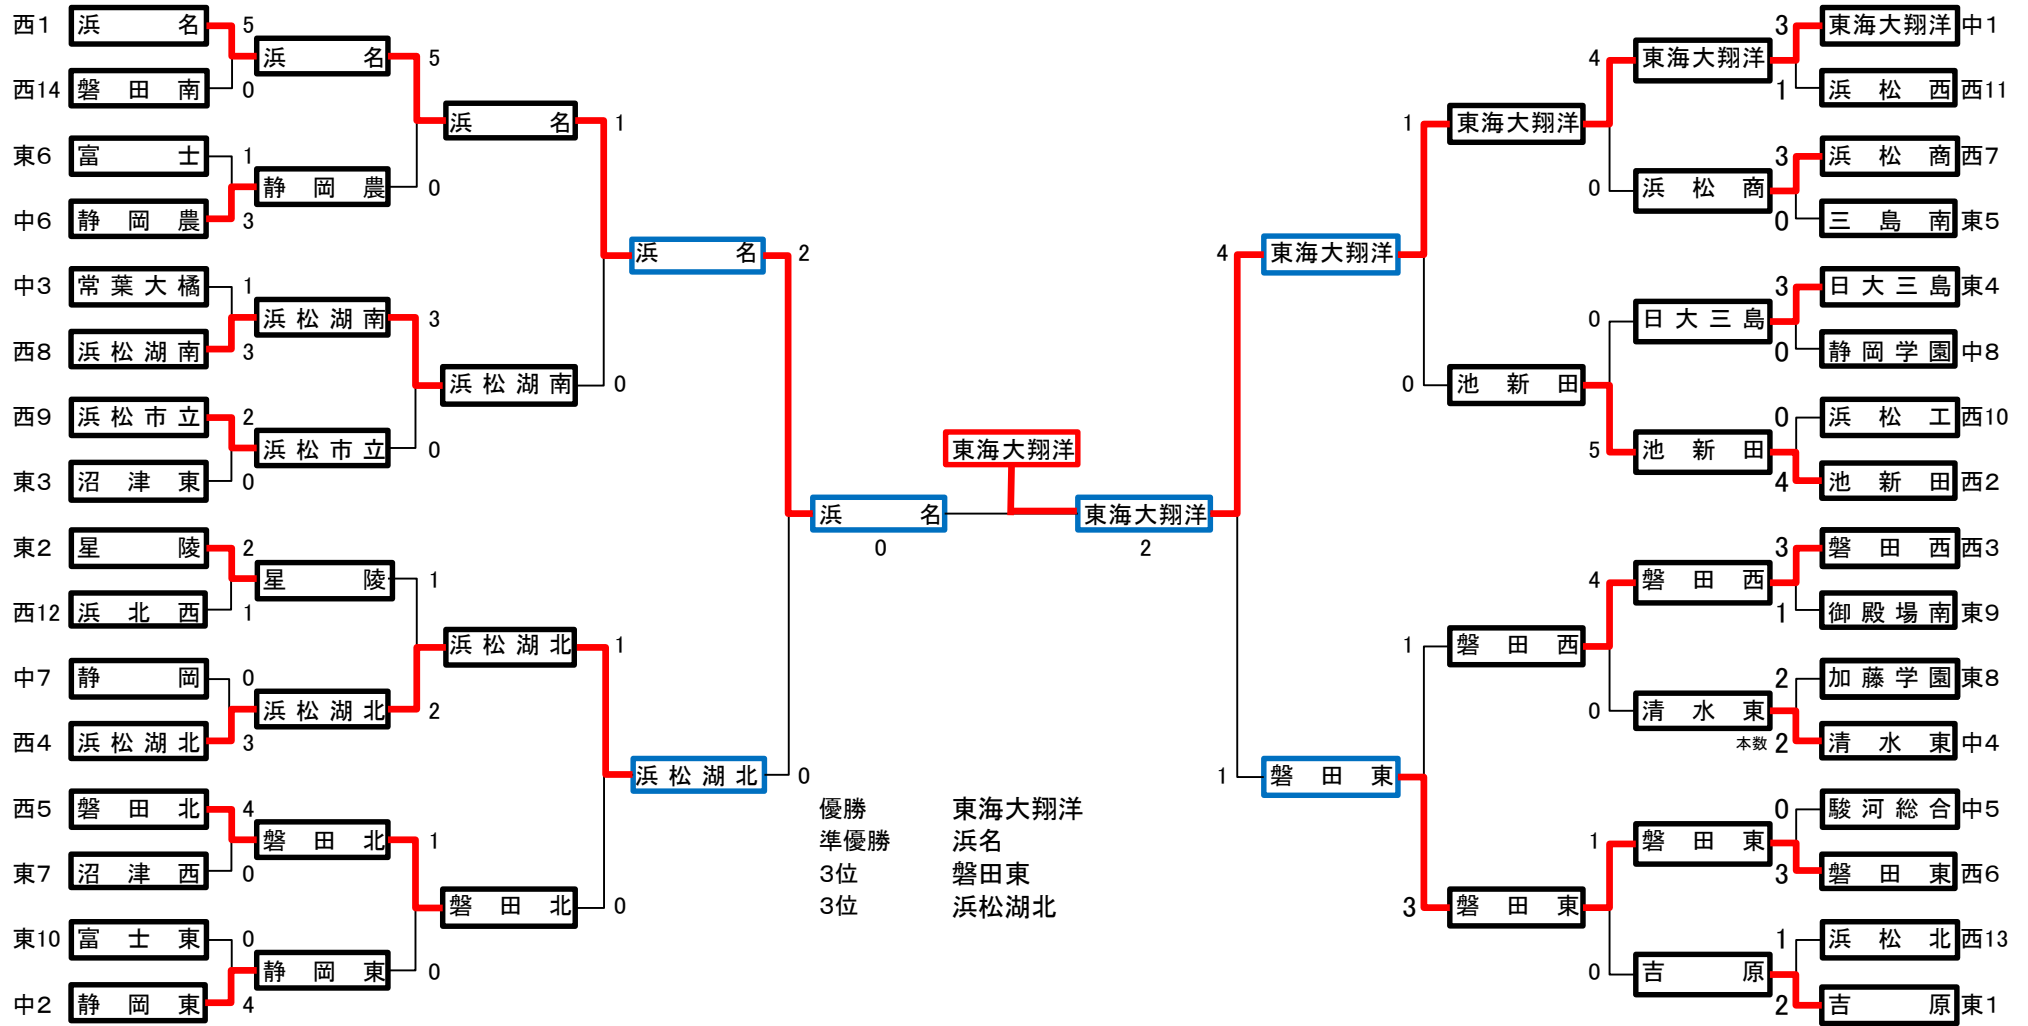 西1 浜名 5
西14 磐田南 0
浜名 5
東6 富士 1
中6 静岡農 3
静岡農 0
浜名 1
中3 常葉大橘 1
西8 浜松湖南 3
浜松湖南 3
西9 浜松市立 2
東3 沼津東 0
浜松市立 0
浜松湖南 0
浜名 2
東2 星陵 2
西12 浜北西 1
星陵 1
中7 静岡 0
西4 浜松湖北 3
浜松湖北 2
浜松湖北 1
西5 磐田北 4
東7 沼津西 0
磐田北 1
東10 富士東 0
中2 静岡東 4
静岡東 0
磐田北 0
浜松湖北 0
浜名 0
東海大翔洋
東海大翔洋 2
優勝 東海大翔洋
準優勝 浜名
3位 磐田東
3位 浜松湖北
3 東海大翔洋 中1
1 浜松西 西11
4 東海大翔洋
3 浜松商 西7
0 三島南 東5
0 浜松商
1 東海大翔洋
3 日大三島 東4
0 静岡学園 中8
0 日大三島
0 浜松工 西10
4 池新田 西2
5 池新田
0 池新田
4 東海大翔洋
3 磐田西 西3
1 御殿場南 東9
4 磐田西
2 加藤学園 東8
本数 2 清水東 中4
0 清水東
1 磐田西
0 駿河総合 中5
3 磐田東 西6
1 磐田東
1 浜松北 西13
2 吉原 東1
0 吉原
3 磐田東
1 磐田東